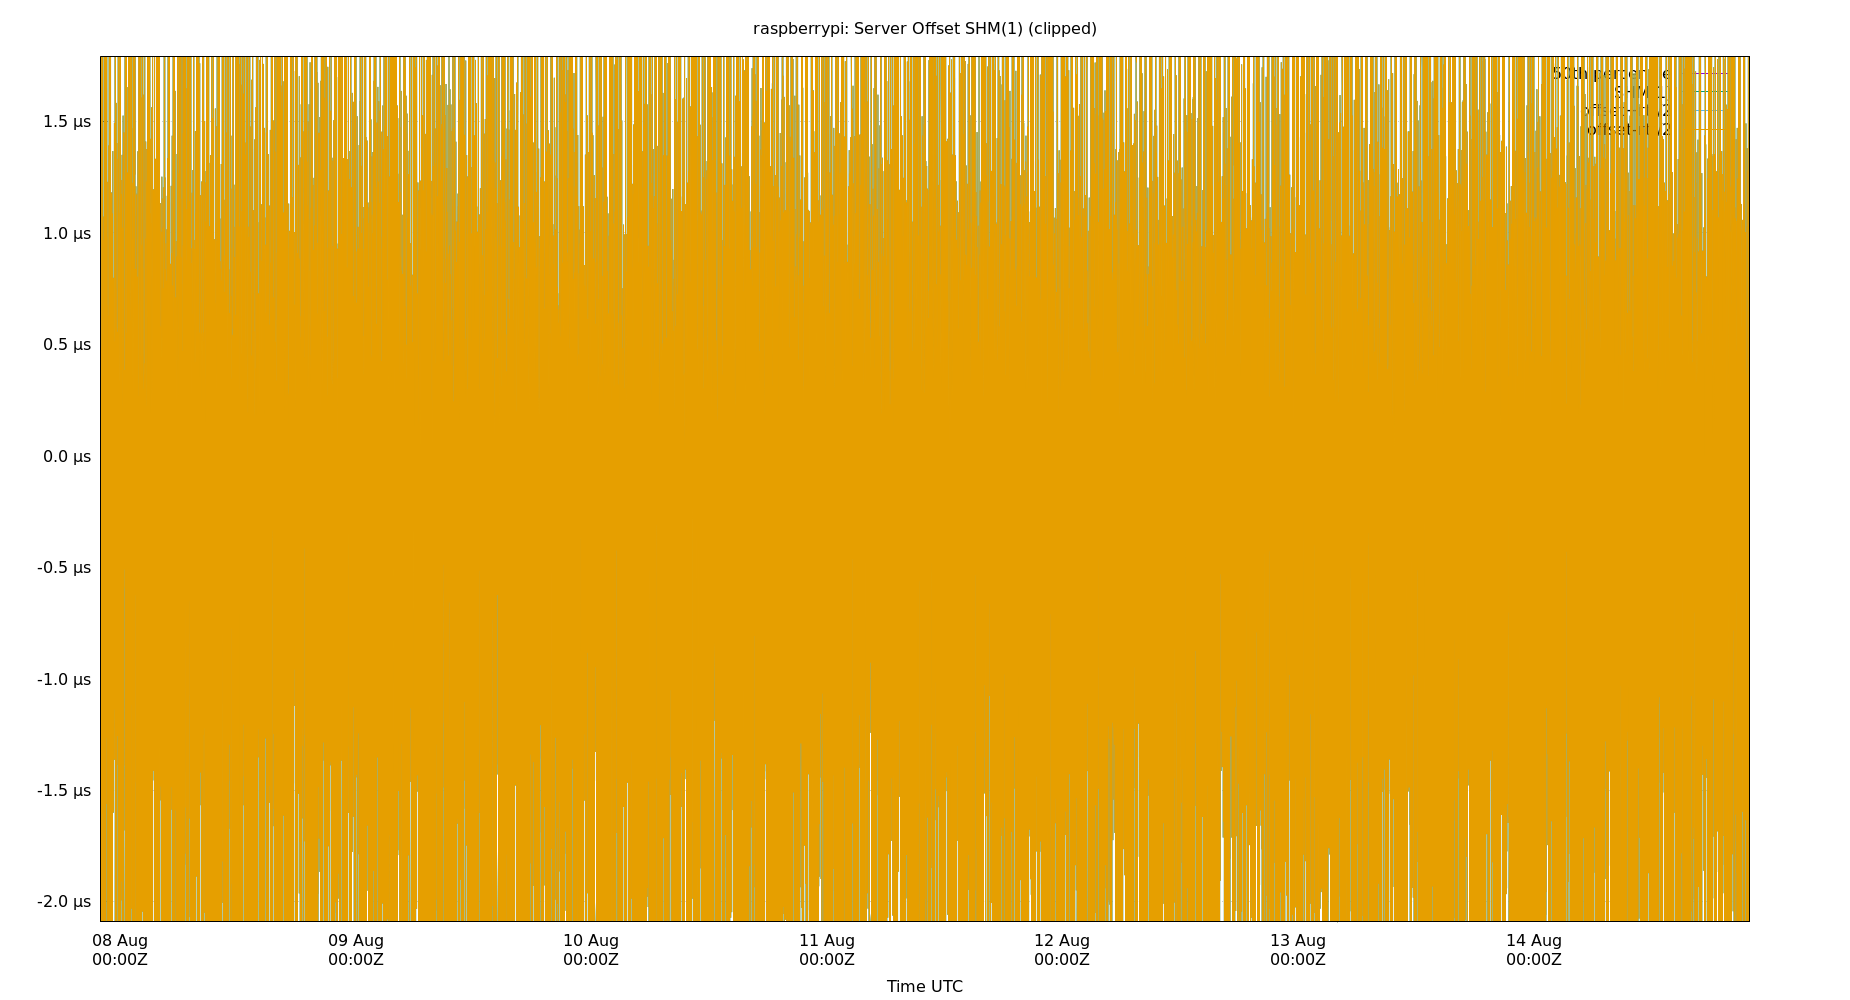 raspberrypi: Server Offset SHM(1) (clipped)
50th percentile
1.5 µs
1.0 µs
0.5 µs
0.0 µs
-0.5 µs
-1.0 µs
-1.5 µs
-2.0 µs
08 Aug 09 Aug 10 Aug 11 Aug 12 Aug 13 Aug 14 Aug
00:00Z 00:00Z 00:00Z 00:00Z 00:00Z 00:00Z 00:00Z
Time UTC